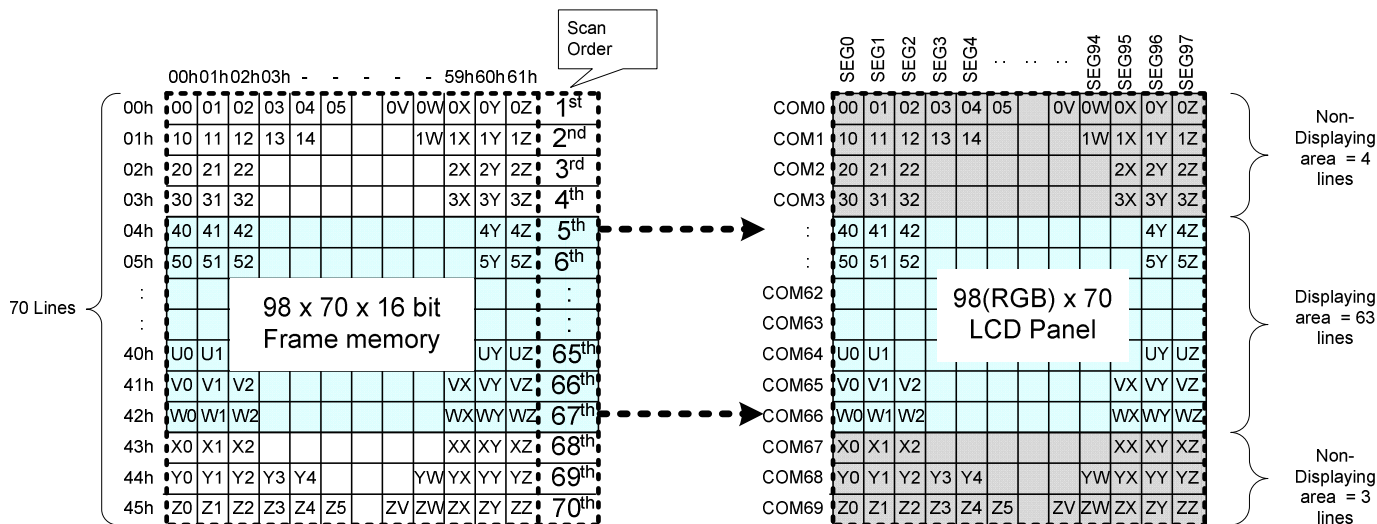 Scan
Order
00h 01h 02h 03h - - - - - 59h 60h 61h
SEG0 SEG1 SEG2 SEG3 SEG4 .. .. .. SEG94 SEG95 SEG96 SEG97
70 Lines
00h 00 01 02 03 04 05 0V 0W 0X 0Y 0Z 1st
01h 10 11 12 13 14 1W 1X 1Y 1Z 2nd
02h 20 21 22 2X 2Y 2Z 3rd
03h 30 31 32 3X 3Y 3Z 4th
04h 40 41 42 4Y 4Z 5th
05h 50 51 52 5Y 5Z 6th
: :
: :
40h U0 U1 UY UZ 65th
41h V0 V1 V2 VX VY VZ 66th
42h W0 W1 W2 WX WY WZ 67th
43h X0 X1 X2 XX XY XZ 68th
44h Y0 Y1 Y2 Y3 Y4 YW YX YY YZ 69th
45h Z0 Z1 Z2 Z3 Z4 Z5 ZV ZW ZX ZY ZZ 70th
98 x 70 x 16 bit
Frame memory
COM0 00 01 02 03 04 05 0V 0W 0X 0Y 0Z
COM1 10 11 12 13 14 1W 1X 1Y 1Z
COM2 20 21 22 2X 2Y 2Z
COM3 30 31 32 3X 3Y 3Z
: 40 41 42 4Y 4Z
: 50 51 52 5Y 5Z
COM62
COM63
COM64 U0 U1 UY UZ
COM65 V0 V1 V2 VX VY VZ
COM66 W0 W1 W2 WX WY WZ
COM67 X0 X1 X2 XX XY XZ
COM68 Y0 Y1 Y2 Y3 Y4 YW YX YY YZ
COM69 Z0 Z1 Z2 Z3 Z4 Z5 ZV ZW ZX ZY ZZ
98(RGB) x 70
LCD Panel
Non-
Displaying
area = 4
lines
Displaying
area = 63
lines
Non-
Displaying
area = 3
lines